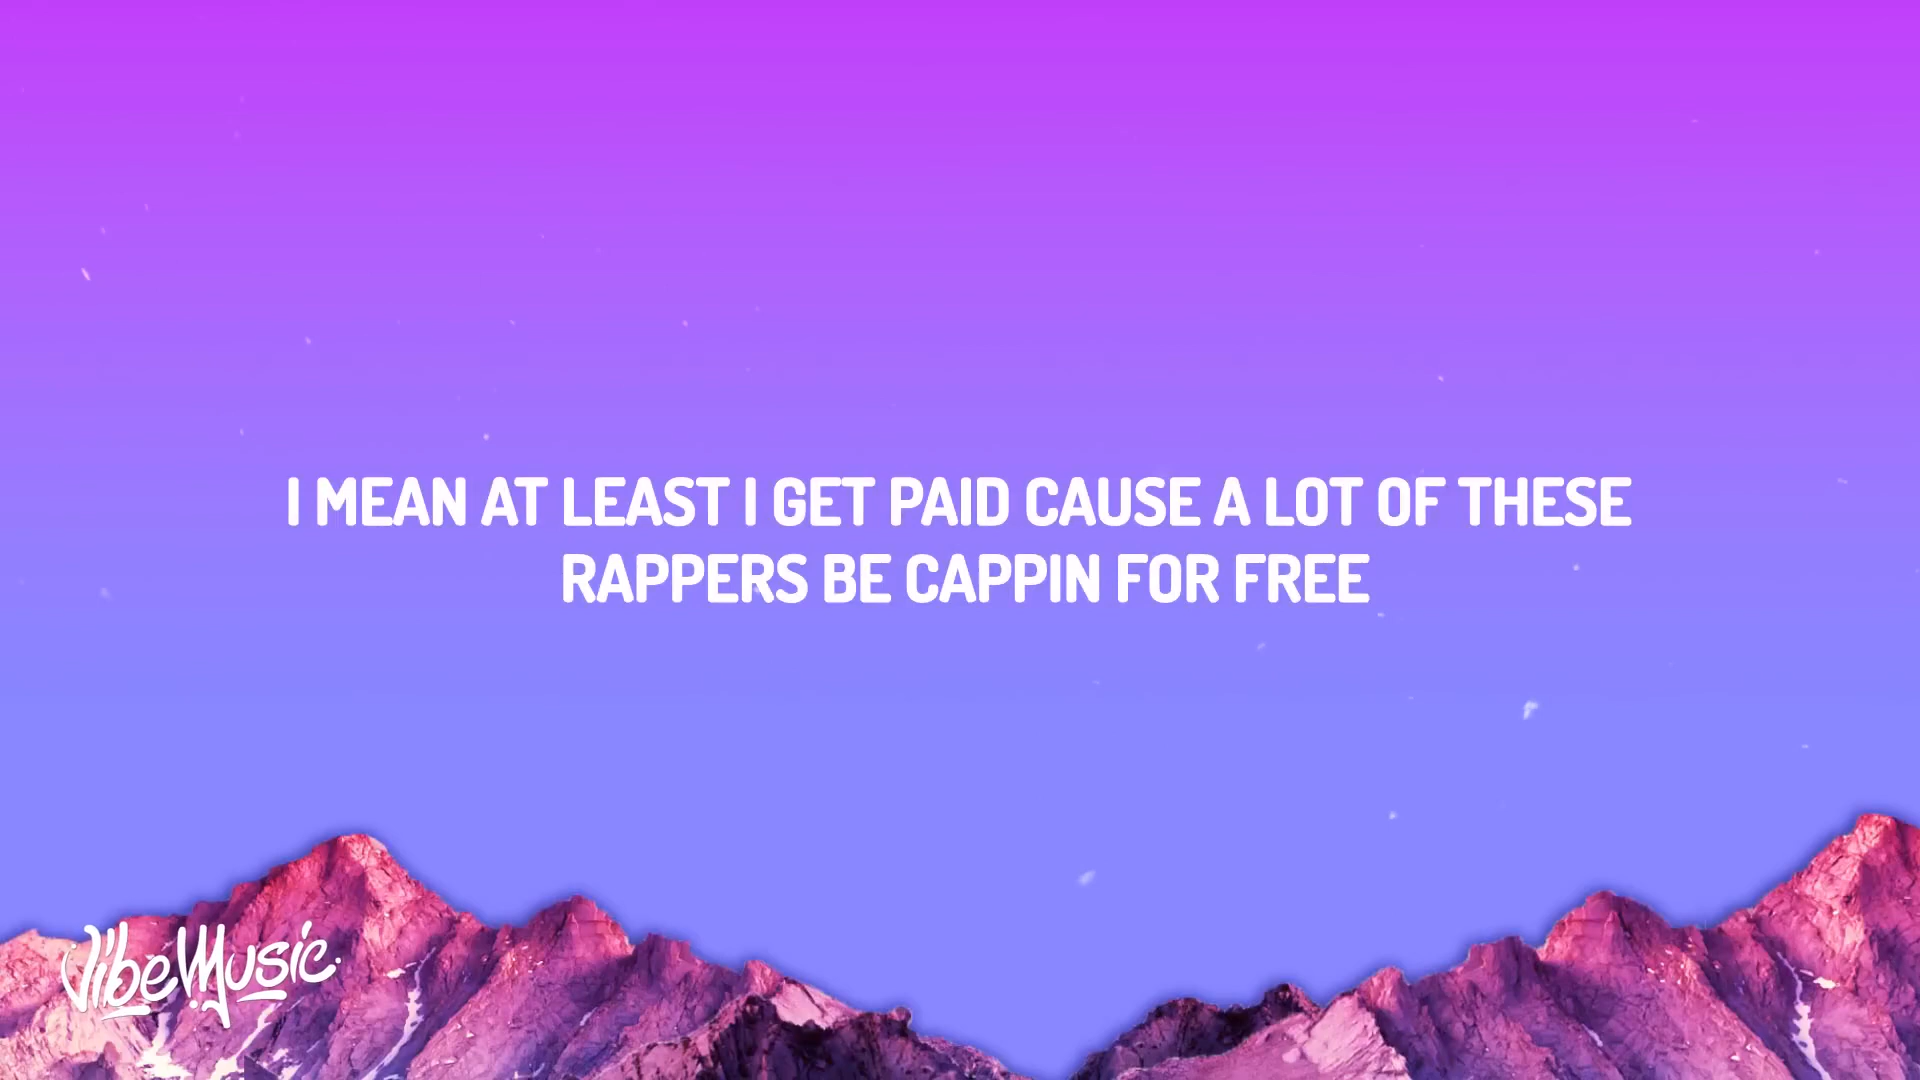 I MEAN AT LEAST I GET PAID CAUSE A LOT OF THESE
RAPPERS BE CAPPIN FOR FREE
VibeMusic.